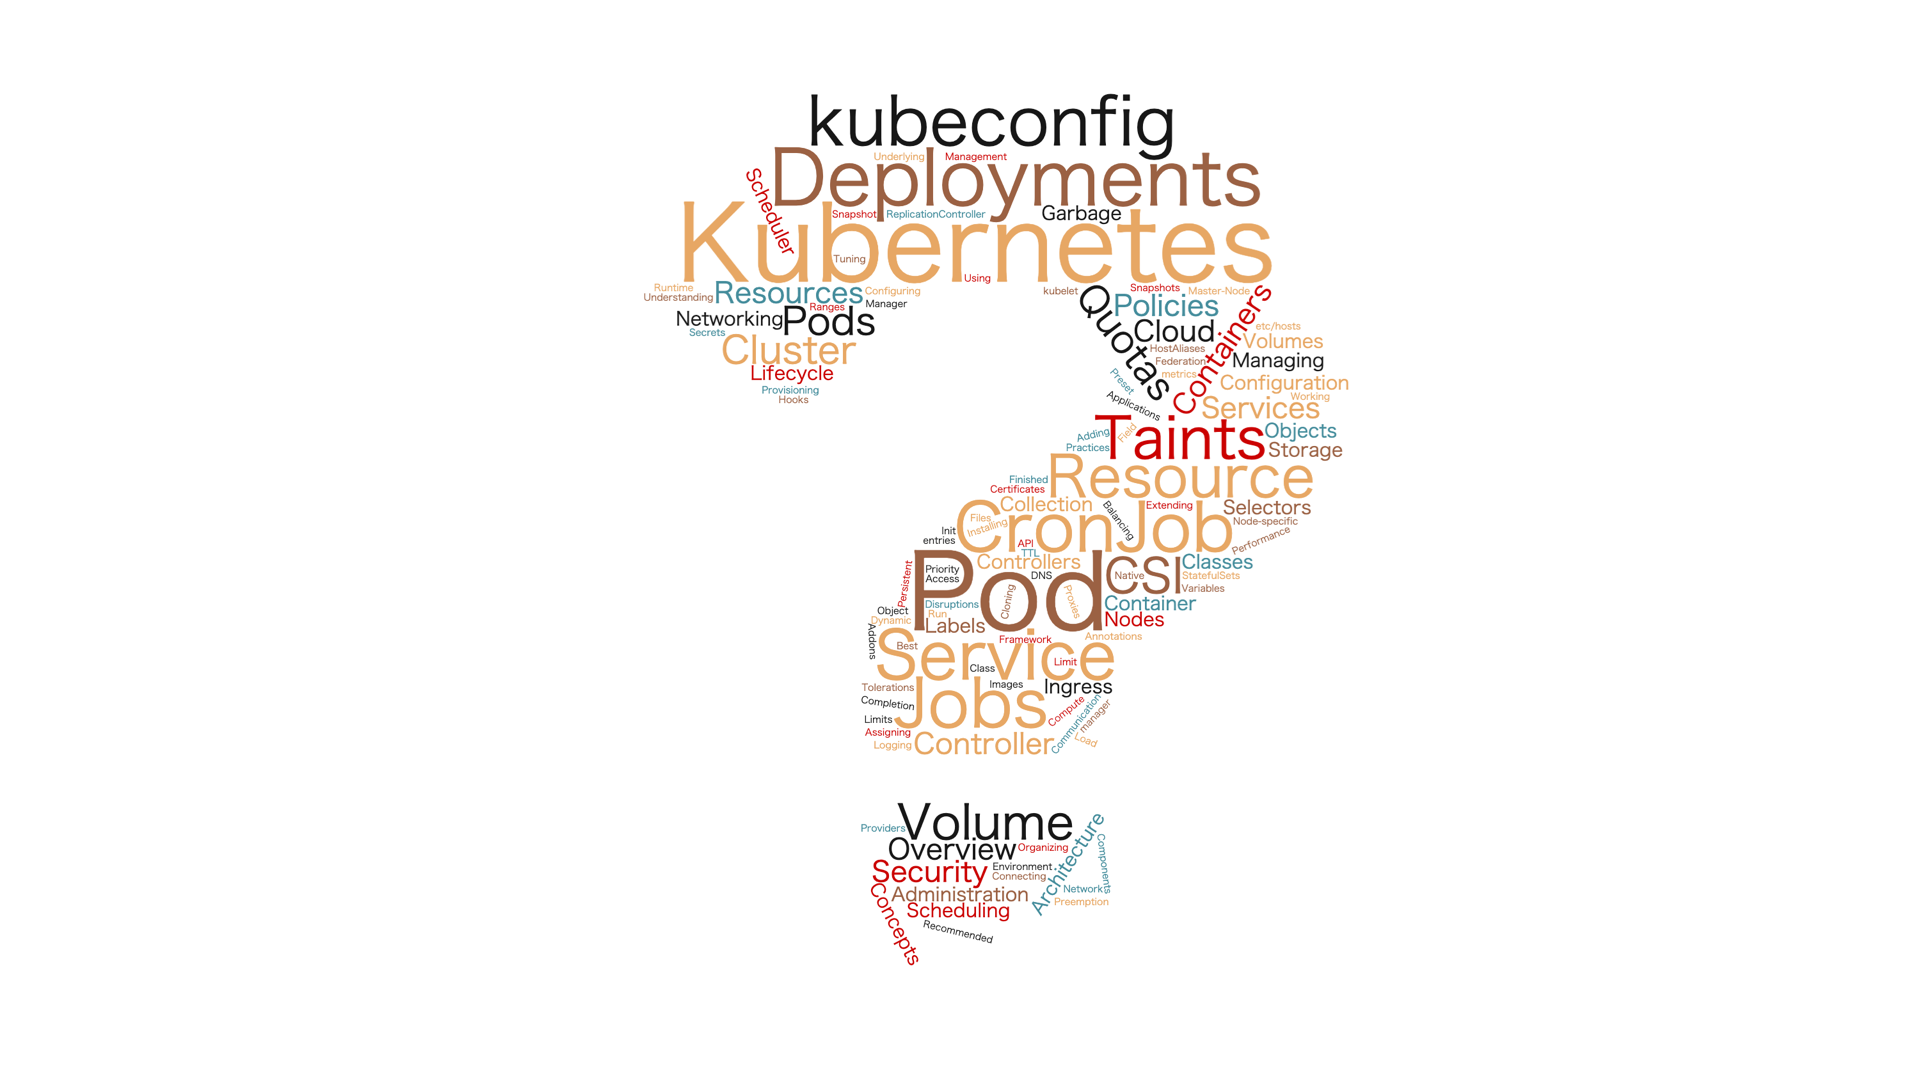 kubeconfig
Deployments
Underlying
Management
Scheduler
Snapshot
ReplicationController
Garbage
Kubernetes
Tuning
Using
Runtime
Understanding
Resources
Configuring
Ranges
Manager
Networking
Pods
Secrets
Cluster
Lifecycle
Provisioning
Hooks
kubelet
Snapshots
Master-Node
Quotas
Policies
Containers
Cloud
etc/hosts
Volumes
HostAliases
Federation
Managing
metrics
Preset
Configuration
Working
Applications
Services
Taints
Objects
Adding
Field
Practices
Storage
Resource
Finished
Certificates
Collection
Balancing
Extending
Selectors
Files
Installing
CronJob
Node-specific
Performance
Init
entries
API
TTL
Controllers
DNS
CSI
Classes
Native
StatefulSets
Variables
Persistent
Priority
Access
Pod
Cloning
Proxies
Disruptions
Run
Labels
Container
Nodes
Object
Dynamic
Addons
Framework
Annotations
Best
Service
Class
Limit
Images
Ingress
Tolerations
Completion
Jobs
Limits
Assigning
Logging
Controller
Compute
Communication
manager
Load
Providers
Volume
Architecture
Components
Overview
Organizing
Security
Environment
Connecting
Concepts
Administration
Network
Preemption
Scheduling
Recommended